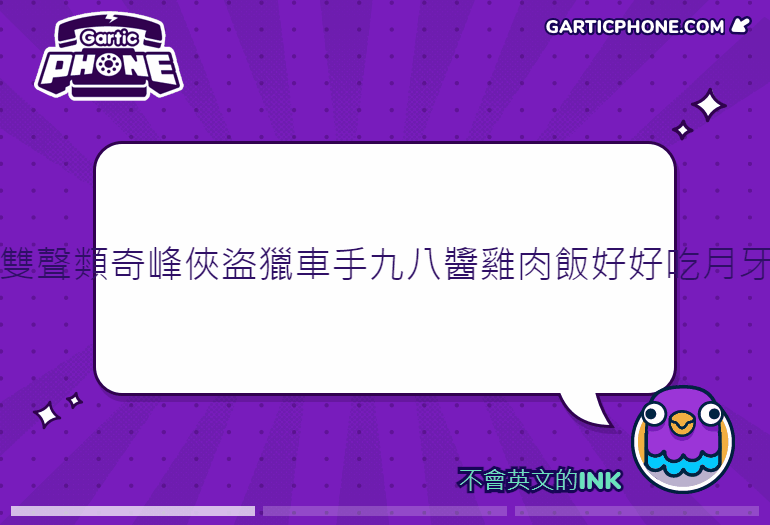 Gartic
PHONE
GARTICPHONE.COM
雙聲類奇峰俠盜獵車手九八醬雞肉飯好好吃月牙
不會英文的INK